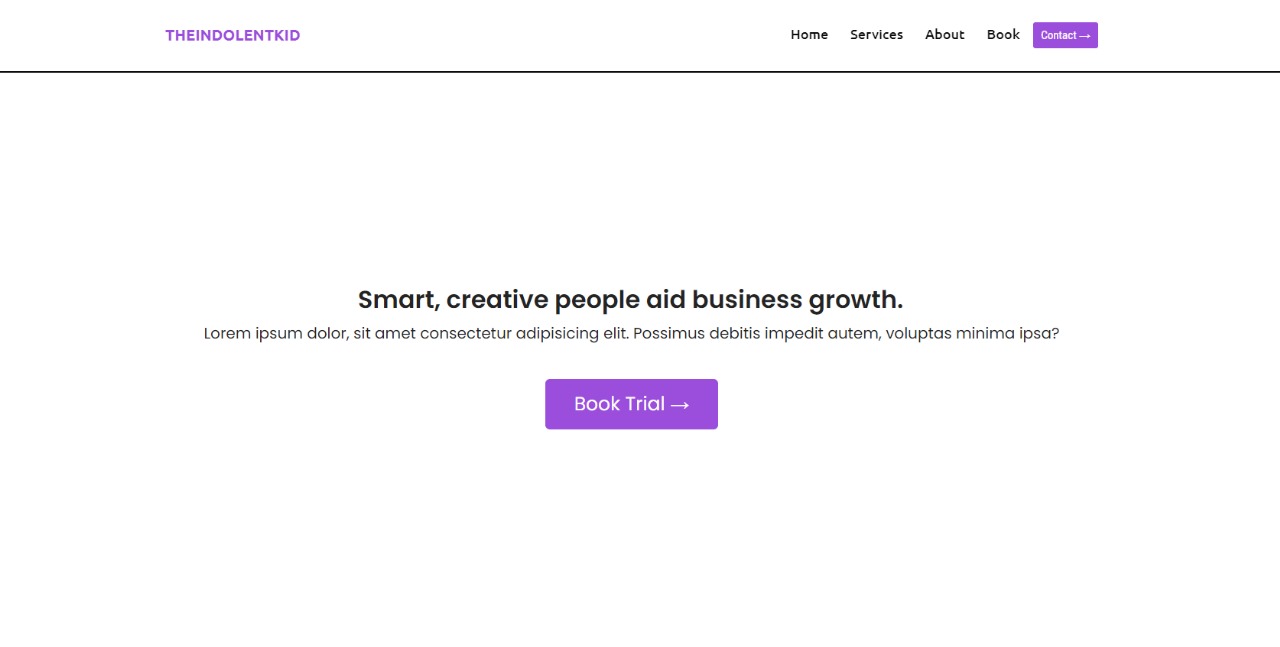 THEINDOLENTKID
Home Services About Book Contact →
Smart, creative people aid business growth.
Lorem ipsum dolor, sit amet consectetur adipisicing elit. Possimus debitis impedit autem, voluptas minima ipsa?
Book Trial →